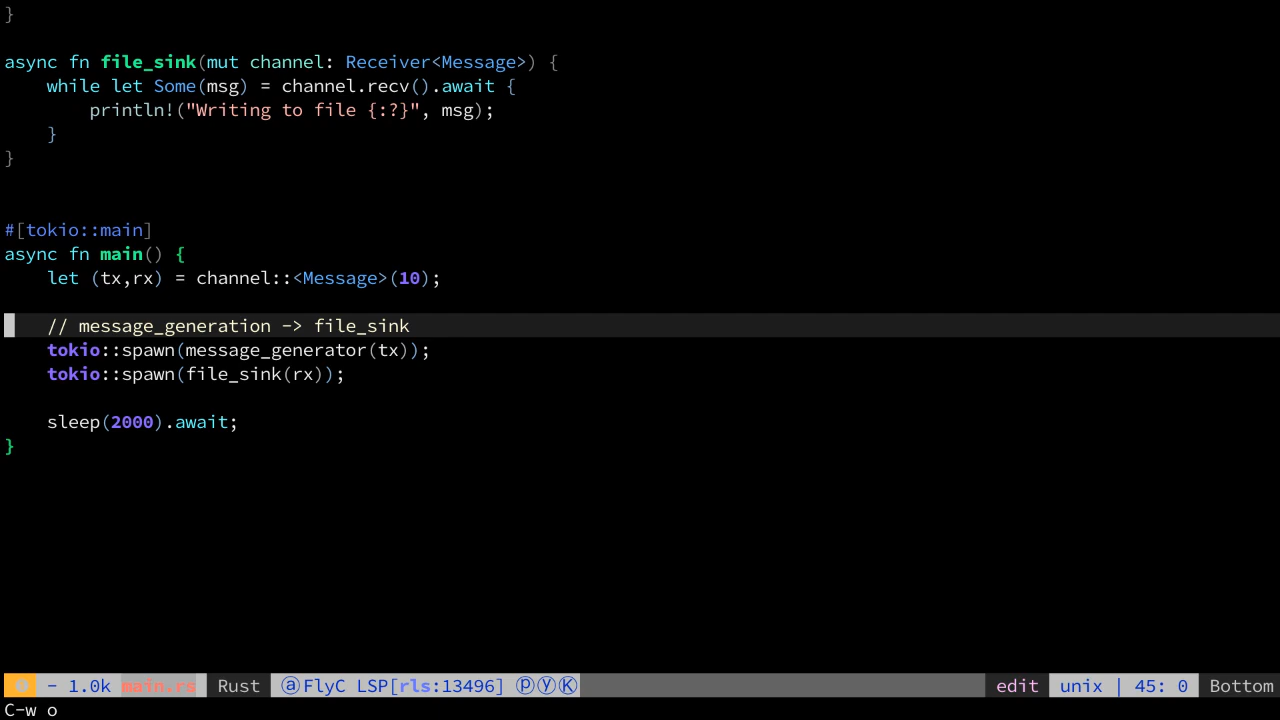 }
async fn file_sink(mut channel: Receiver<Message>) {
    while let Some(msg) = channel.recv().await {
        println!("Writing to file {:?}", msg);
    }
}
#[tokio::main]
async fn main() {
    let (tx,rx) = channel::<Message>(10);
    // message_generation -> file_sink
    tokio::spawn(message_generator(tx));
    tokio::spawn(file_sink(rx));
    sleep(2000).await;
}
- 1.0k main.rs Rust ⓐFlyC LSP[rls:13496] ⓟⓨⓀ edit unix | 45: 0 Bottom
C-w o